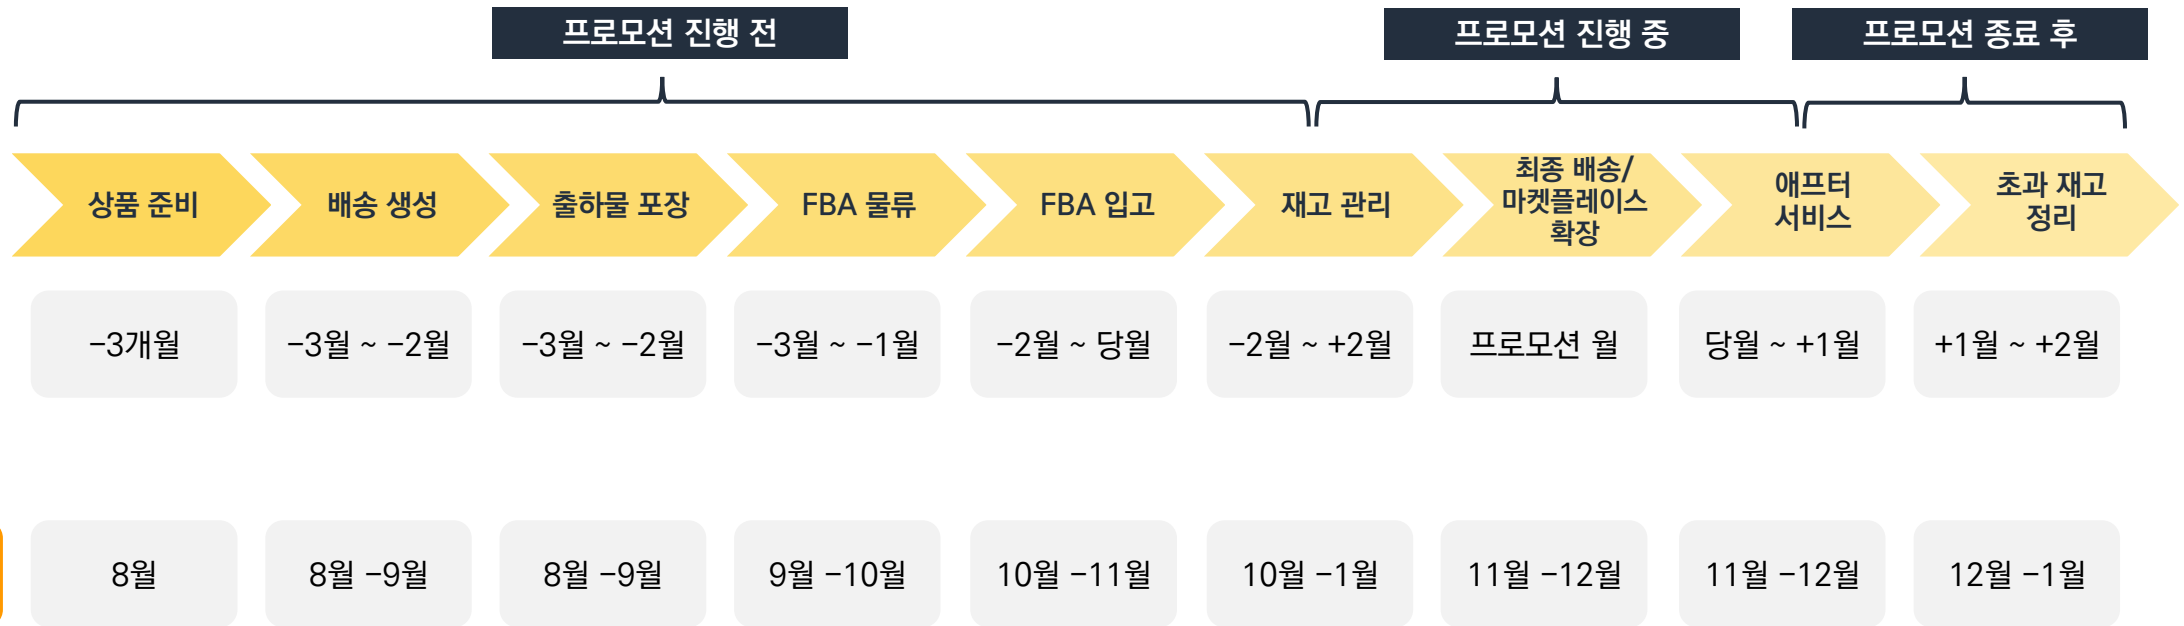 프로모션 진행 전
프로모션 진행 중
프로모션 종료 후
상품 준비
배송 생성
출하물 포장
FBA 물류
FBA 입고
재고 관리
최종 배송/
마켓플레이스
확장
애프터
서비스
초과 재고
정리
−3개월
−3월 ~ −2월
−3월 ~ −2월
−3월 ~ −1월
−2월 ~ 당월
−2월 ~ +2월
프로모션 월
당월 ~ +1월
+1월 ~ +2월
8월
8월 −9월
8월 −9월
9월 −10월
10월 −11월
10월 −1월
11월 −12월
11월 −12월
12월 −1월